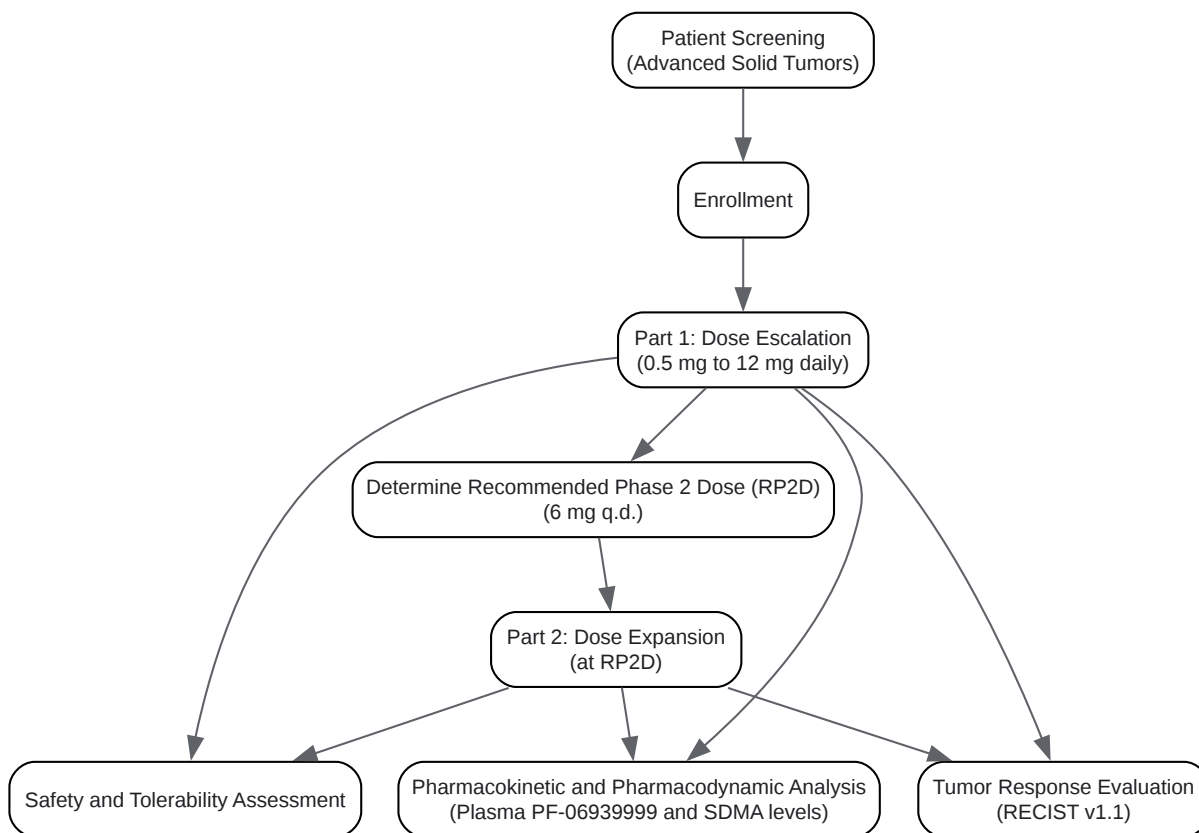 Patient Screening
(Advanced Solid Tumors)
Enrollment
Part 1: Dose Escalation
(0.5 mg to 12 mg daily)
Determine Recommended Phase 2 Dose (RP2D)
(6 mg q.d.)
Part 2: Dose Expansion
(at RP2D)
Safety and Tolerability Assessment
Pharmacokinetic and Pharmacodynamic Analysis
(Plasma PF-06939999 and SDMA levels)
Tumor Response Evaluation
(RECIST v1.1)